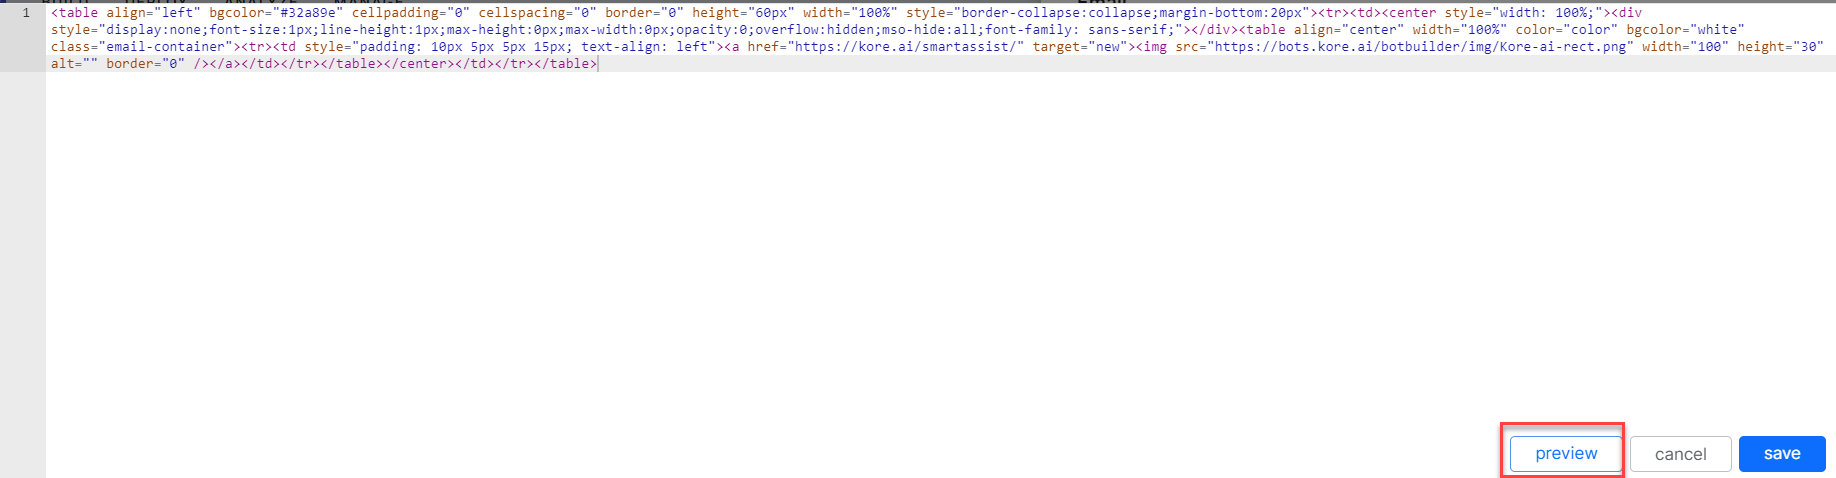 1 <table align="left" bgcolor="#32a89e" cellpadding="0" cellspacing="0" border="0" height="60px" width="100%" style="border-collapse:collapse;margin-bottom:20px"><tr><td><center style="width: 100%;"><div
style="display:none;font-size:1px;line-height:1px;max-height:0px;max-width:0px;opacity:0;overflow:hidden;mso-hide:all;font-family: sans-serif;"></div><table align="center" width="100%" color="color" bgcolor="white"
class="email-container"><tr><td style="padding: 10px 5px 5px 15px; text-align: left"><a href="https://kore.ai/smartassist/" target="new"><img src="https://bots.kore.ai/botbuilder/img/Kore-ai-rect.png" width="100" height="30"
alt="" border="0" /></a></td></tr></table></center></td></tr></table>
preview cancel save